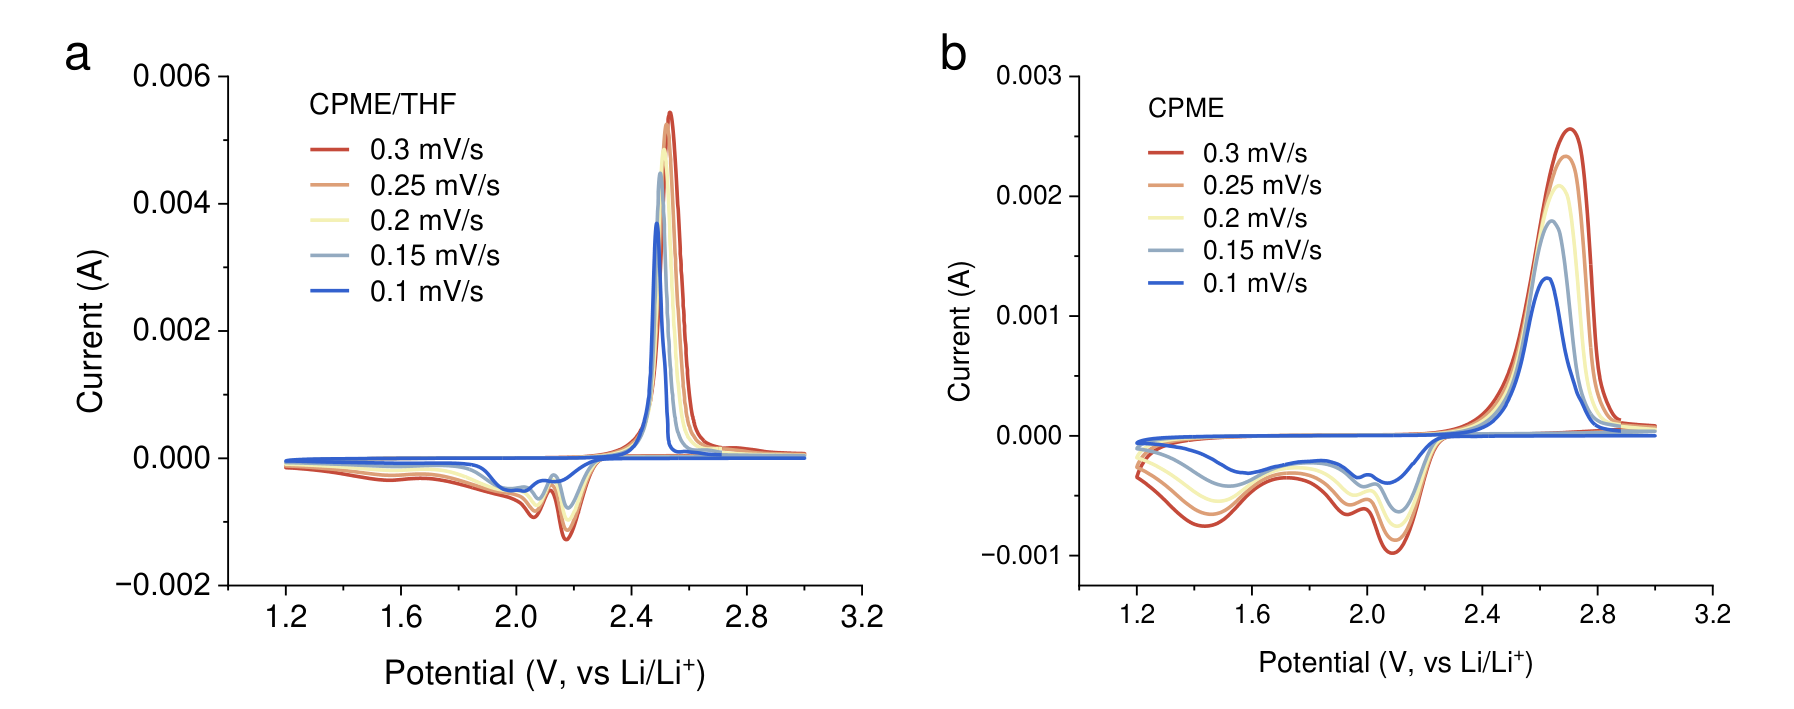 a
0.006
0.004
0.002
0.000
−0.002
Current (A)
CPME/THF
0.3 mV/s
0.25 mV/s
0.2 mV/s
0.15 mV/s
0.1 mV/s
1.2 1.6 2.0 2.4 2.8 3.2
Potential (V, vs Li/Li⁺)
b
0.003
0.002
0.001
0.000
−0.001
Current (A)
CPME
0.3 mV/s
0.25 mV/s
0.2 mV/s
0.15 mV/s
0.1 mV/s
1.2 1.6 2.0 2.4 2.8 3.2
Potential (V, vs Li/Li⁺)